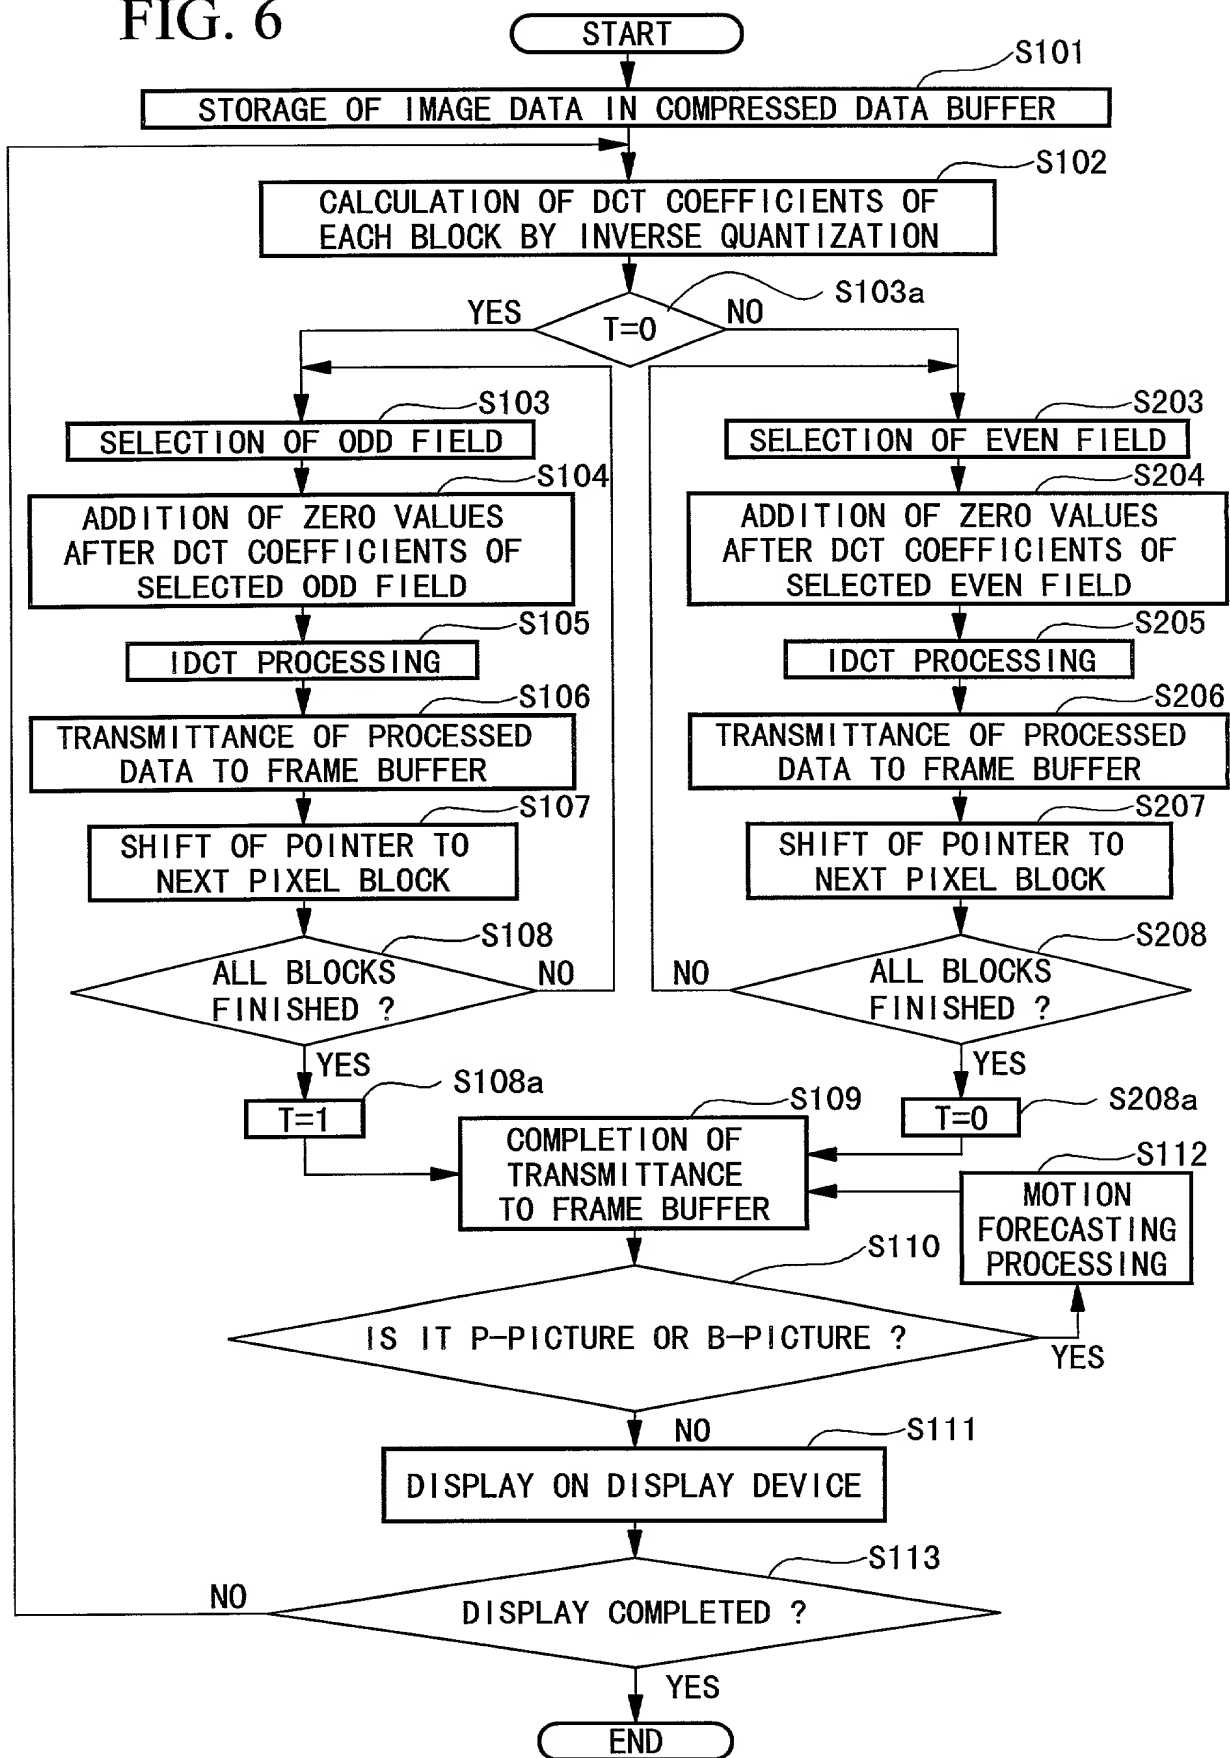 FIG. 6
START
S101
STORAGE OF IMAGE DATA IN COMPRESSED DATA BUFFER
S102
CALCULATION OF DCT COEFFICIENTS OF
EACH BLOCK BY INVERSE QUANTIZATION
S103a
YES
T=0
NO
S103
SELECTION OF ODD FIELD
S104
ADDITION OF ZERO VALUES
AFTER DCT COEFFICIENTS OF
SELECTED ODD FIELD
S105
IDCT PROCESSING
S106
TRANSMITTANCE OF PROCESSED
DATA TO FRAME BUFFER
S107
SHIFT OF POINTER TO
NEXT PIXEL BLOCK
S108
ALL BLOCKS
FINISHED ?
NO
YES
S108a
T=1
S203
SELECTION OF EVEN FIELD
S204
ADDITION OF ZERO VALUES
AFTER DCT COEFFICIENTS OF
SELECTED EVEN FIELD
S205
IDCT PROCESSING
S206
TRANSMITTANCE OF PROCESSED
DATA TO FRAME BUFFER
S207
SHIFT OF POINTER TO
NEXT PIXEL BLOCK
S208
NO
ALL BLOCKS
FINISHED ?
YES
S208a
T=0
S109
COMPLETION OF
TRANSMITTANCE
TO FRAME BUFFER
S112
MOTION
FORECASTING
PROCESSING
S110
IS IT P-PICTURE OR B-PICTURE ?
YES
NO
S111
DISPLAY ON DISPLAY DEVICE
S113
NO
DISPLAY COMPLETED ?
YES
END